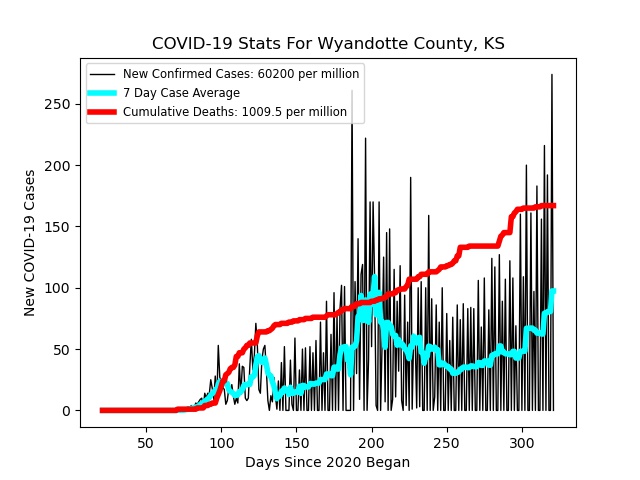 COVID-19 Stats For Wyandotte County, KS
New Confirmed Cases: 60200 per million
7 Day Case Average
Cumulative Deaths: 1009.5 per million
New COVID-19 Cases
250
200
150
100
50
0
50 100 150 200 250 300
Days Since 2020 Began